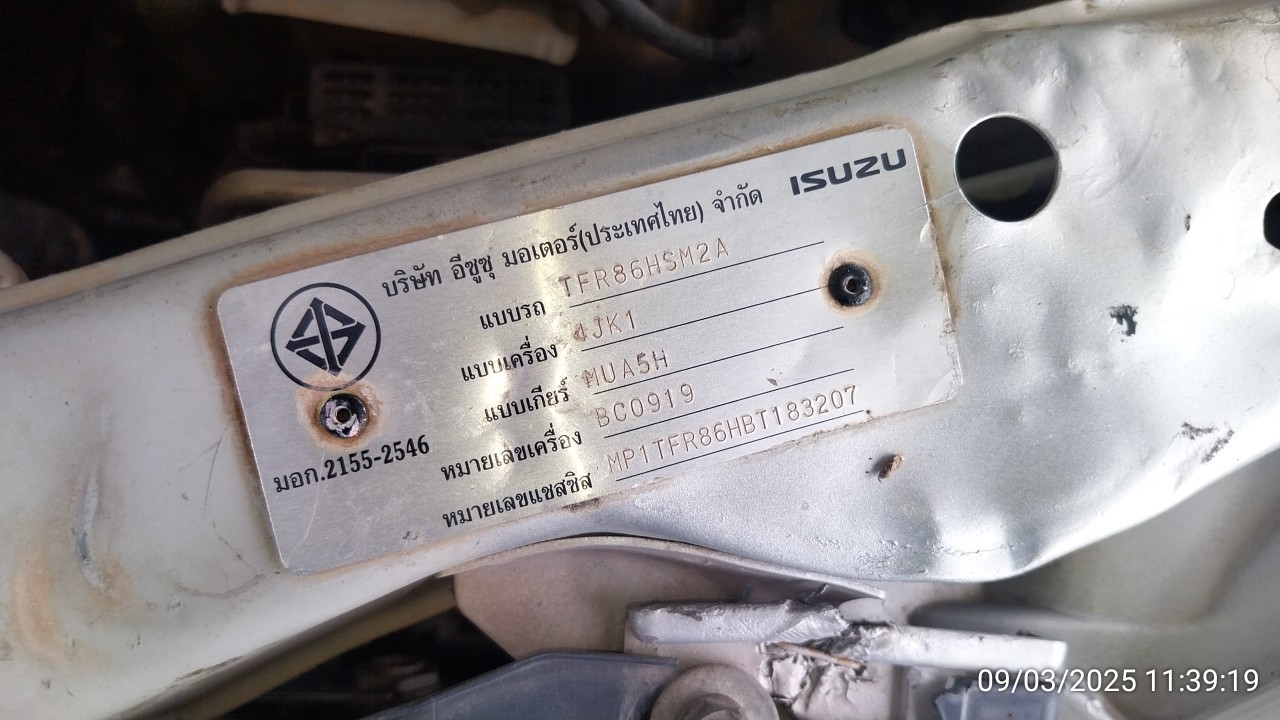 ISUZU
บริษัท อีซูซุ มอเตอร์(ประเทศไทย) จำกัด
แบบรถ TFR86HSM2A
แบบเครื่อง 4JK1
แบบเกียร์ MUA5H
หมายเลขเครื่อง BC0919
หมายเลขแชสซิส MP1TFR86HBT183207
มอก.2155-2546
09/03/2025 11:39:19